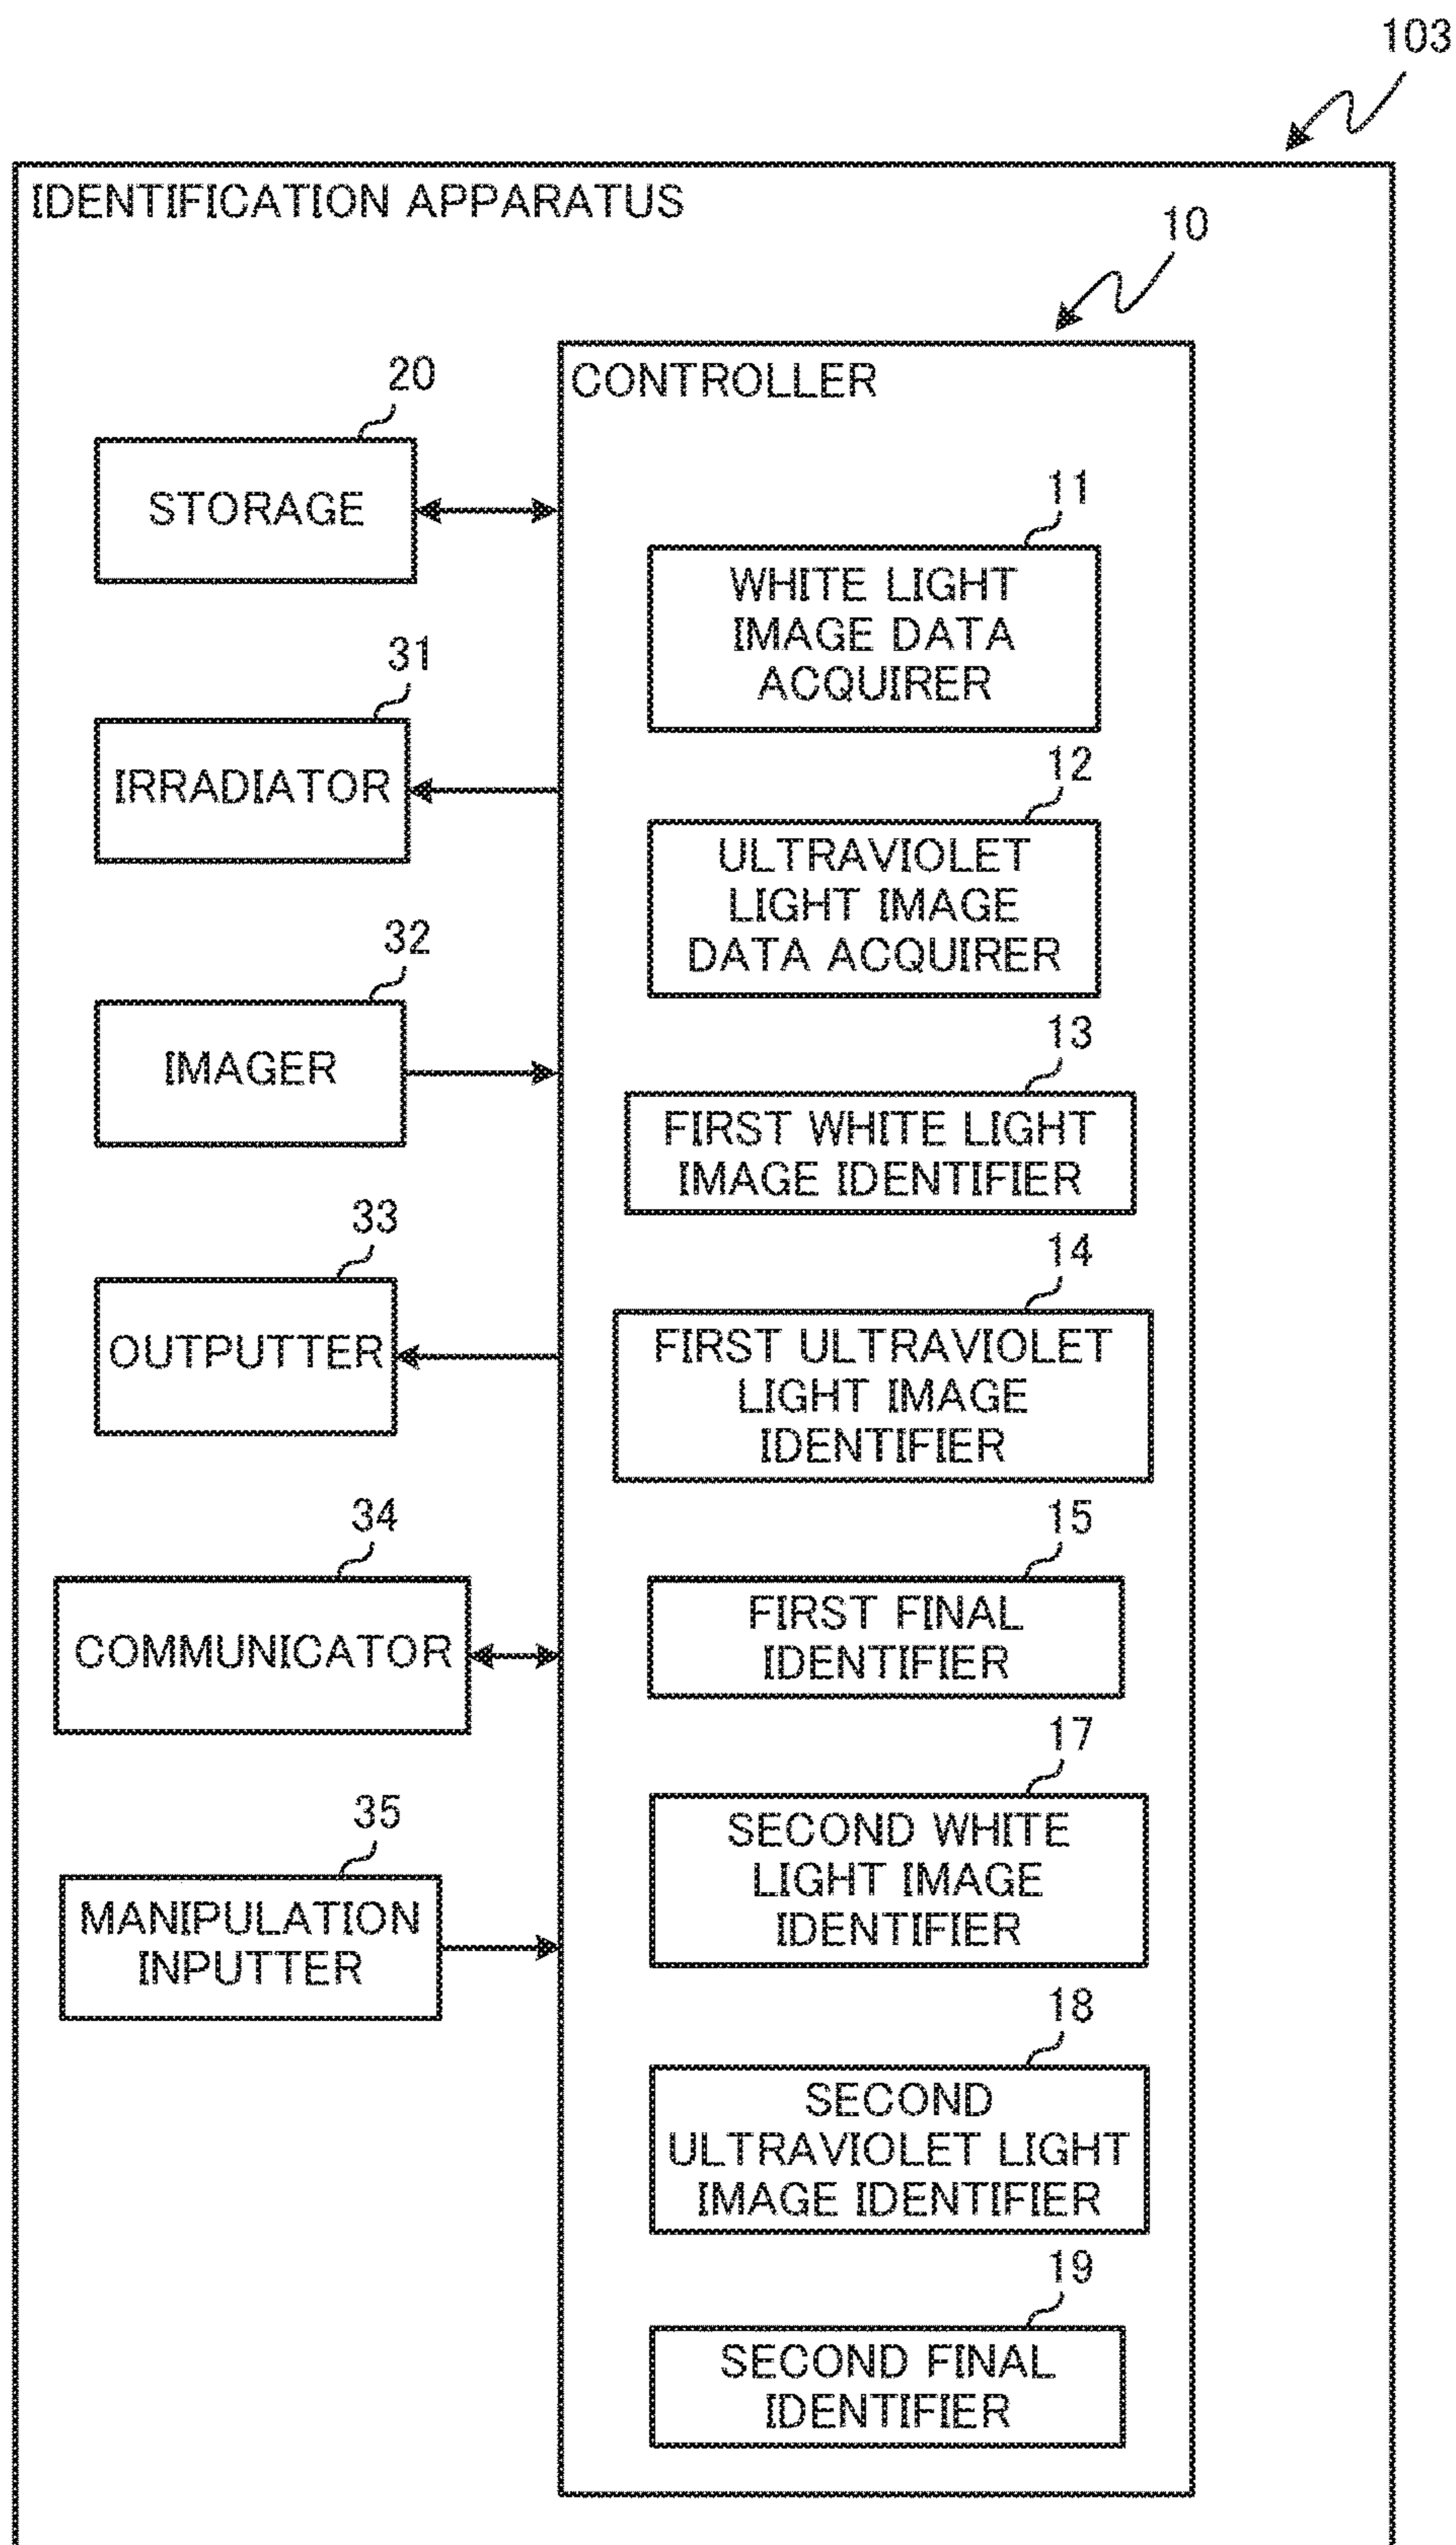 103
IDENTIFICATION APPARATUS
10
CONTROLLER
20
STORAGE
31
IRRADIATOR
32
IMAGER
33
OUTPUTTER
34
COMMUNICATOR
35
MANIPULATION
INPUTTER
11
WHITE LIGHT
IMAGE DATA
ACQUIRER
12
ULTRAVIOLET
LIGHT IMAGE
DATA ACQUIRER
13
FIRST WHITE LIGHT
IMAGE IDENTIFIER
14
FIRST ULTRAVIOLET
LIGHT IMAGE
IDENTIFIER
15
FIRST FINAL
IDENTIFIER
17
SECOND WHITE
LIGHT IMAGE
IDENTIFIER
18
SECOND
ULTRAVIOLET LIGHT
IMAGE IDENTIFIER
19
SECOND FINAL
IDENTIFIER